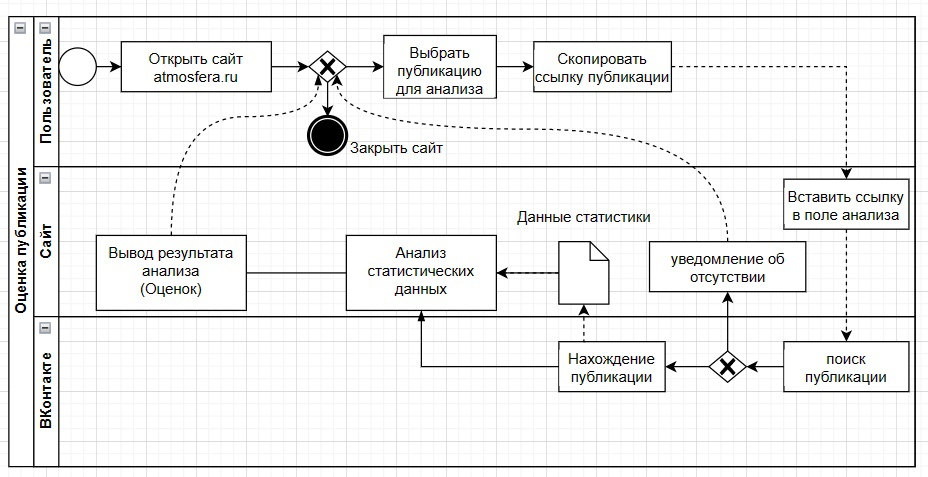 Оценка публикации
Пользователь
Открыть сайт
atmosfera.ru
Выбрать
публикацию
для анализа
Скопировать
ссылку публикации
Закрыть сайт
Сайт
Вставить ссылку
в поле анализа
Данные статистики
Вывод результата
анализа
(Оценок)
Анализ
статистических
данных
уведомление об
отсутствии
ВКонтакте
Нахождение
публикации
поиск
публикации